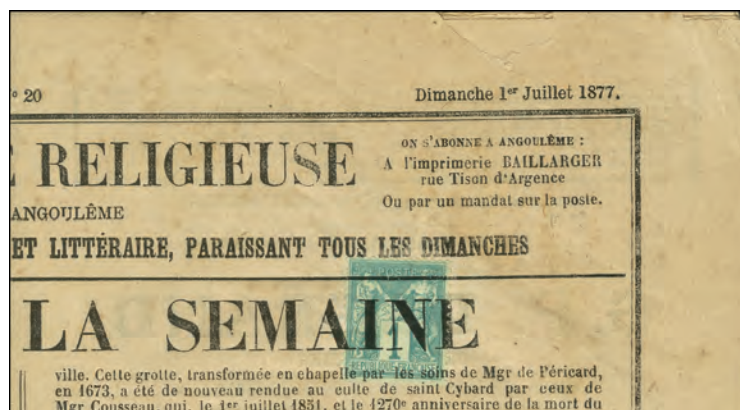 ° 20
Dimanche 1er Juillet 1877.
E RELIGIEUSE
ANGOULÊME
ET LITTÉRAIRE, PARAISSANT TOUS LES DIMANCHES
ON S'ABONNE A ANGOULÊME :
A l'imprimerie BAILLARGER
rue Tison d'Argence
Ou par un mandat sur la poste.
LA SEMAINE
POSTES
1
ville. Cette grotte, transformée en chapelle par les soins de Mgr de Péricard,
en 1673, a été de nouveau rendue au culte de saint Cybard par ceux de
Mgr Cousseau, qui, le 1er juillet 1851, et le 1270e anniversaire de la mort du